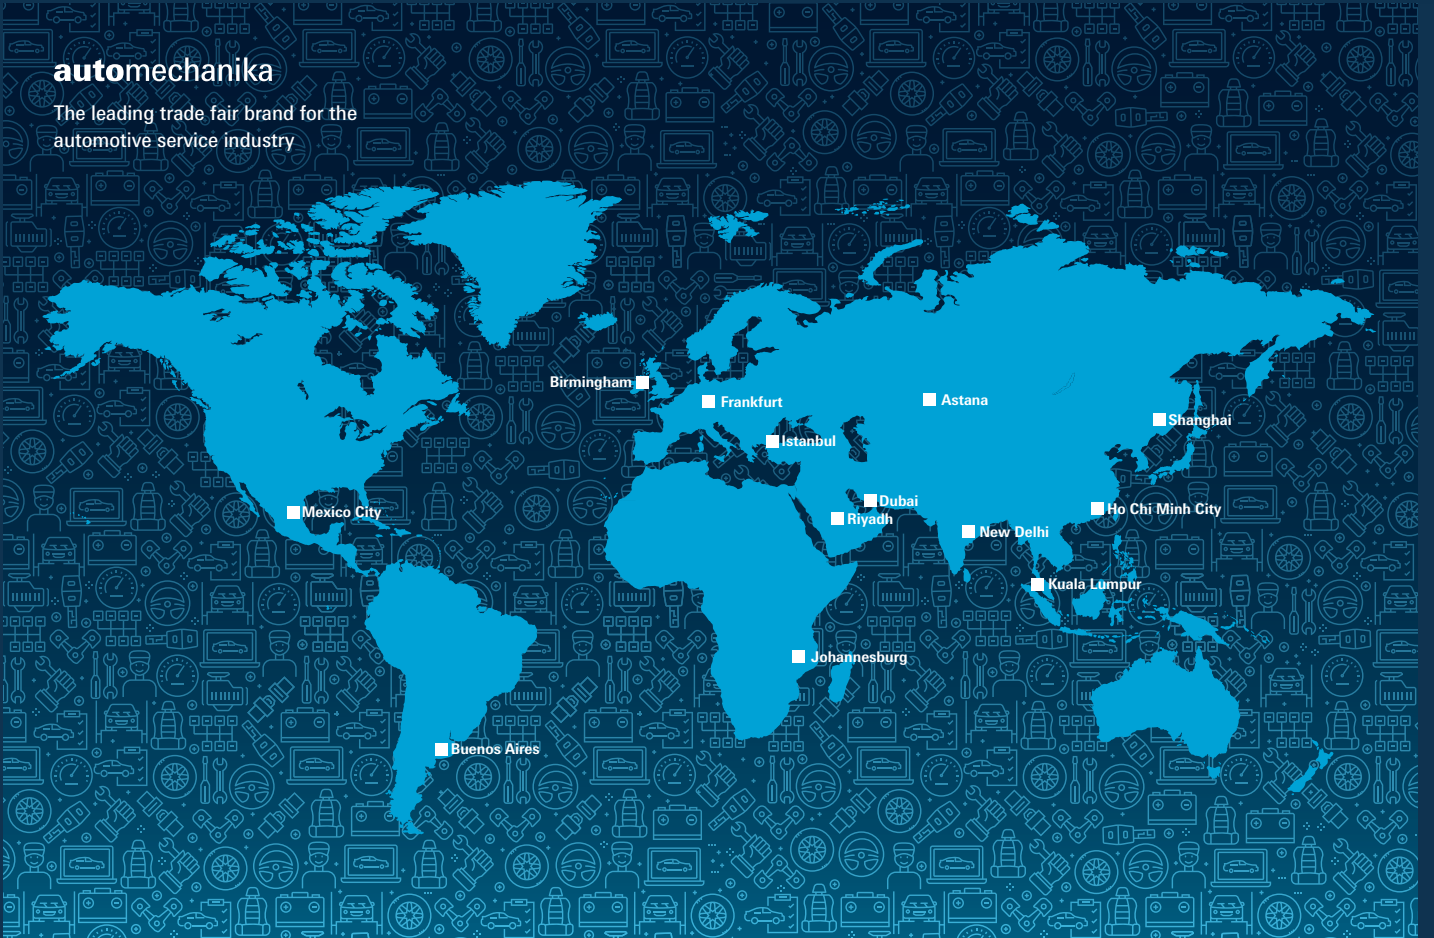 automechanika
The leading trade fair brand for the
automotive service industry
Birmingham
Frankfurt
Astana
Shanghai
Istanbul
Dubai
Mexico City
Ho Chi Minh City
Riyadh
New Delhi
Kuala Lumpur
Johannesburg
Buenos Aires